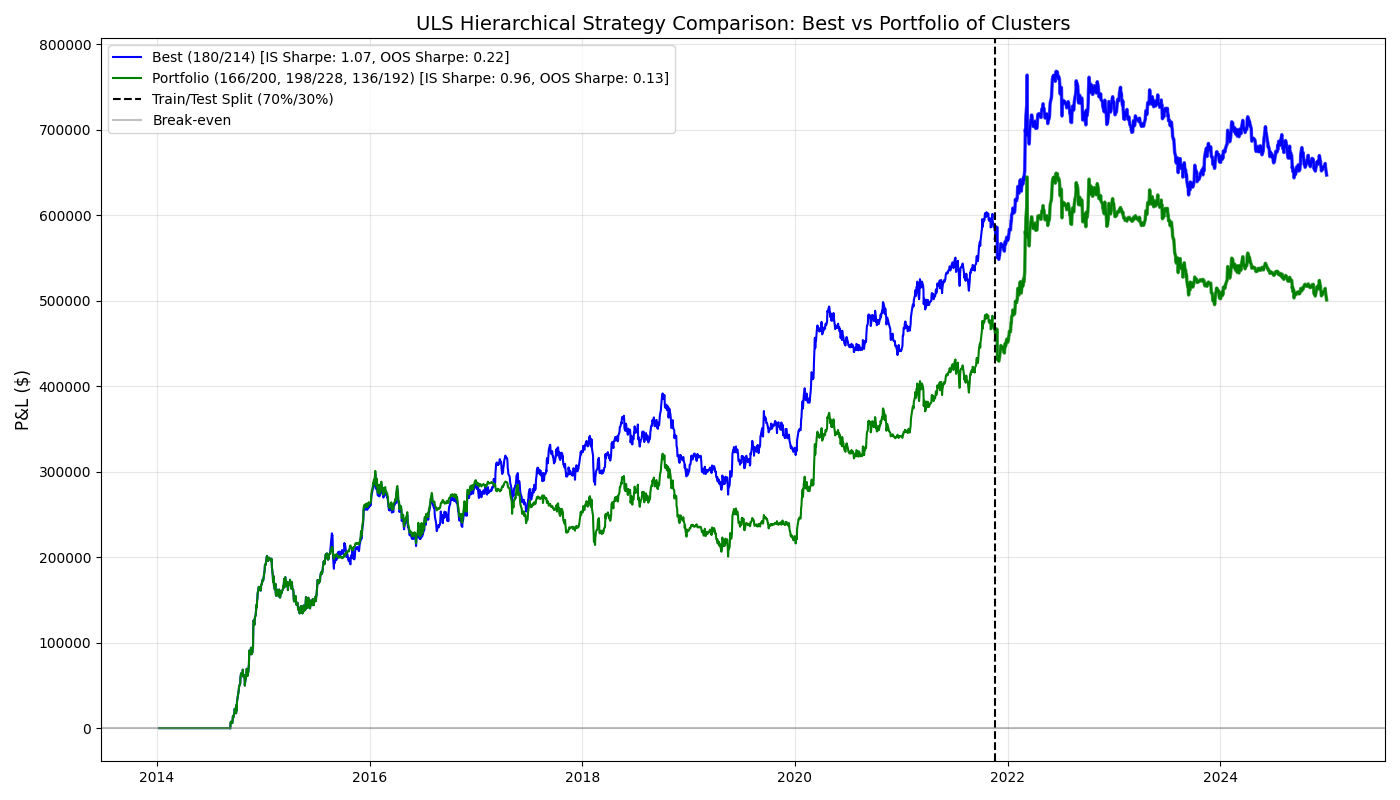 ULS Hierarchical Strategy Comparison: Best vs Portfolio of Clusters
Best (180/214) [IS Sharpe: 1.07, OOS Sharpe: 0.22]
Portfolio (166/200, 198/228, 136/192) [IS Sharpe: 0.96, OOS Sharpe: 0.13]
Train/Test Split (70%/30%)
Break-even
P&L ($)
800000
700000
600000
500000
400000
300000
200000
100000
0
2014 2016 2018 2020 2022 2024